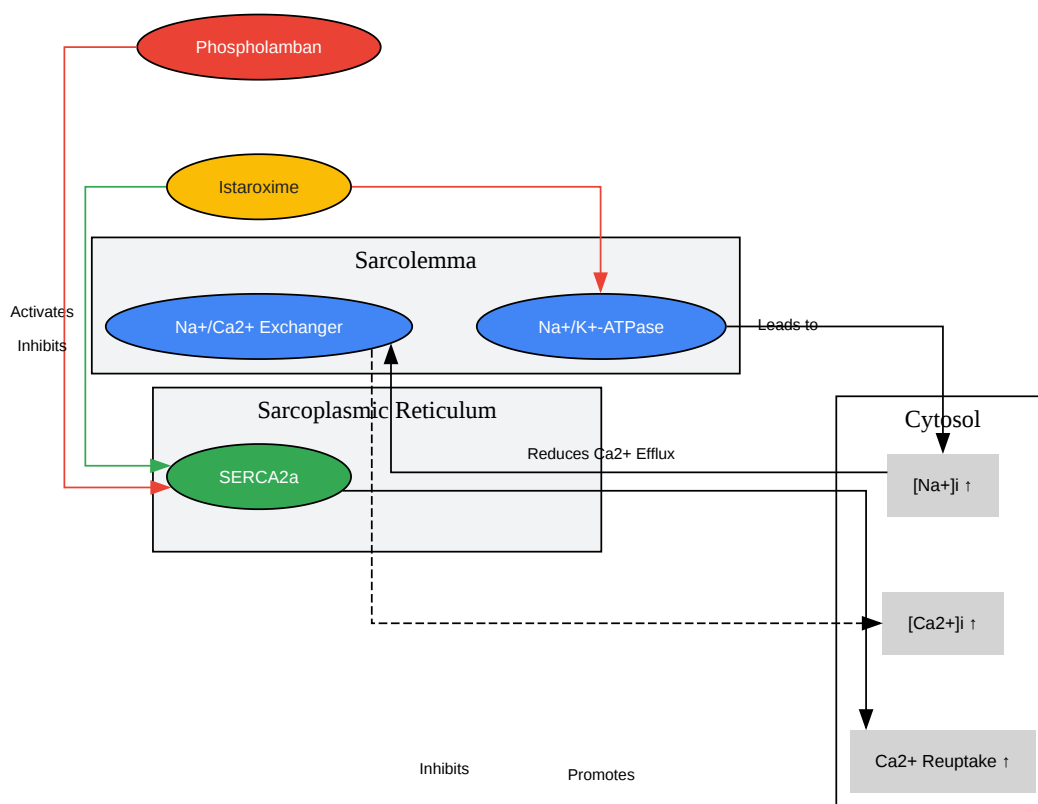 Phospholamban
Istaroxime
Sarcolemma
Activates
Na+/Ca2+ Exchanger
Na+/K+-ATPase
Leads to
Inhibits
Sarcoplasmic Reticulum
Cytosol
Reduces Ca2+ Efflux
SERCA2a
[Na+]i ↑
[Ca2+]i ↑
Ca2+ Reuptake ↑
Inhibits
Promotes